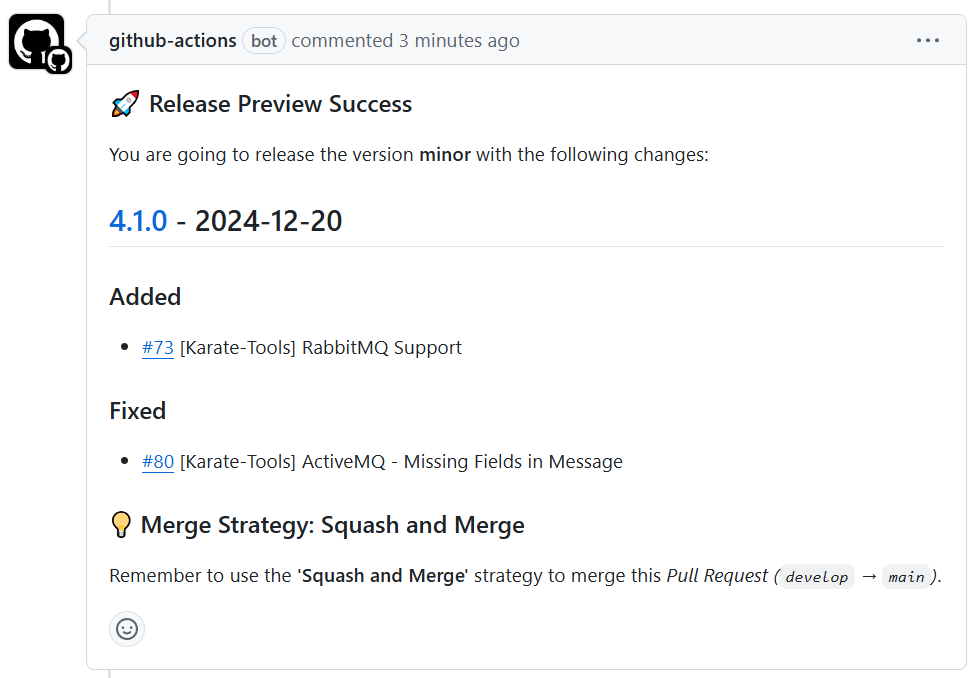 github-actions bot commented 3 minutes ago
🚀 Release Preview Success
You are going to release the version minor with the following changes:
4.1.0 - 2024-12-20
Added
• #73 [Karate-Tools] RabbitMQ Support
Fixed
• #80 [Karate-Tools] ActiveMQ - Missing Fields in Message
💡 Merge Strategy: Squash and Merge
Remember to use the 'Squash and Merge' strategy to merge this Pull Request ( develop → main ).